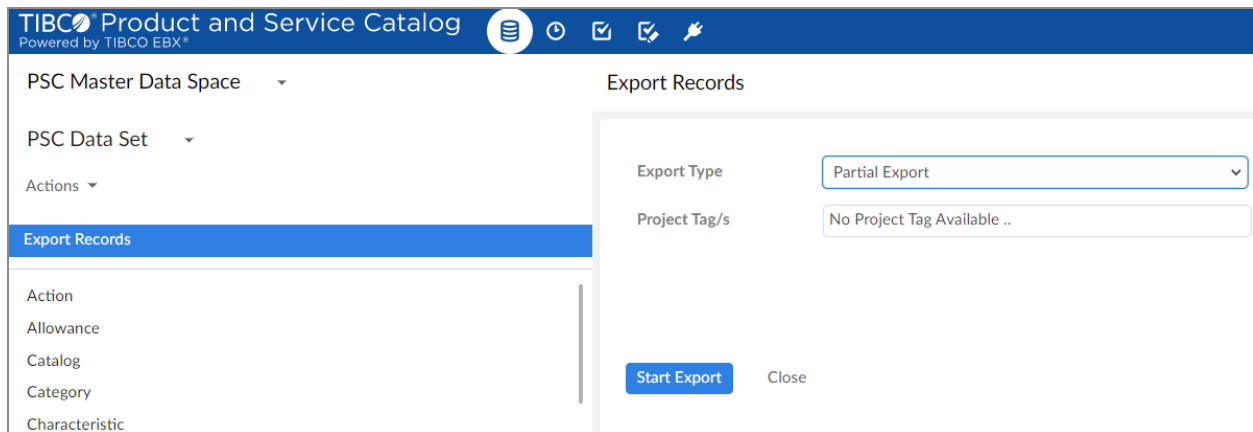 TIBCO® Product and Service Catalog
Powered by TIBCO EBX®
PSC Master Data Space
PSC Data Set
Actions
Export Records
Action
Allowance
Catalog
Category
Characteristic
Export Records
Export Type
Partial Export
Project Tag/s
No Project Tag Available ..
Start Export
Close